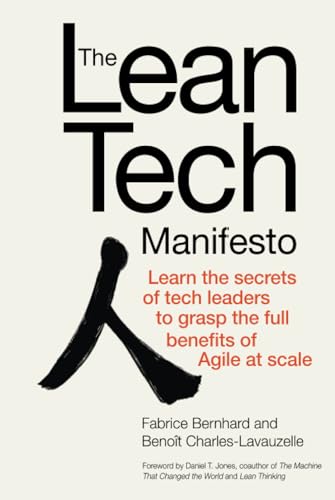 The
Lean
Tech
Manifesto
Learn the secrets
of tech leaders
to grasp the full
benefits of
Agile at scale
人
Fabrice Bernhard and
Benoît Charles-Lavauzelle
Foreword by Daniel T. Jones, coauthor of The Machine
That Changed the World and Lean Thinking